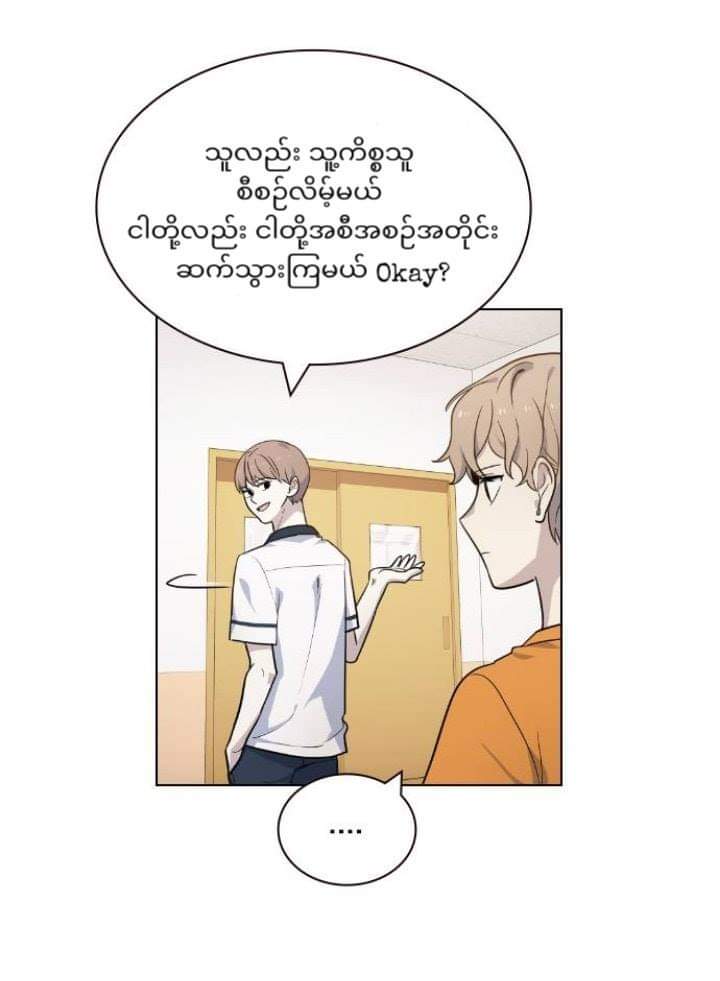 သူလည်း သူ့ကိစ္စသူ
စီစဉ်လိမ့်မယ်
ငါတို့လည်း ငါတို့အစီအစဉ်အတိုင်း
ဆက်သွားကြမယ် Okay?
....